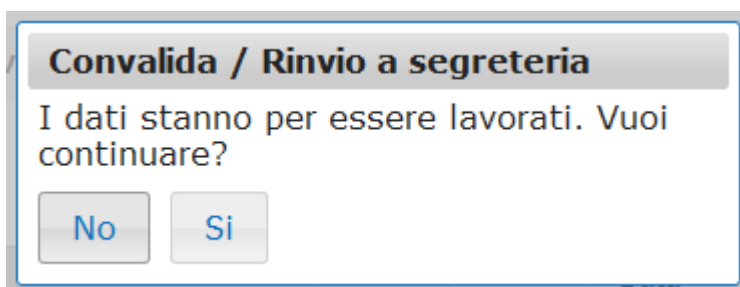 Convalida / Rinvio a segreteria
I dati stanno per essere lavorati. Vuoi
continuare?
No Si